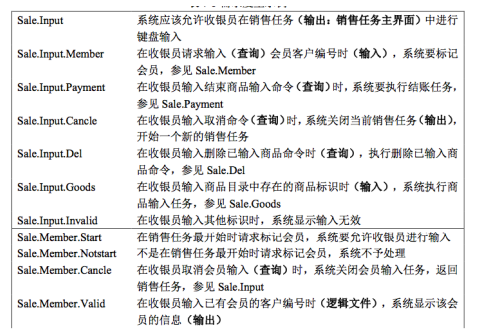 Sale.Input 系统应该允许收银员在销售任务（输出：销售任务主界面）中进行
键盘输入
Sale.Input.Member 在收银员请求输入（查询）会员客户编号时（输入），系统要标记
会员，参见 Sale.Member
Sale.Input.Payment 在收银员输入结束商品输入命令（查询）时，系统要执行结账任务，
参见 Sale.Payment
Sale.Input.Cancle 在收银员输入取消命令（查询）时，系统关闭当前销售任务（输出），
开始一个新的销售任务
Sale.Input.Del 在收银员输入删除已输入商品命令时（查询），执行删除已输入商
品命令，参见 Sale.Del
Sale.Input.Goods 在收银员输入商品目录中存在的商品标识时（输入），系统执行商
品输入任务，参见 Sale.Goods
Sale.Input.Invalid 在收银员输入其他标识时，系统显示输入无效
Sale.Member.Start 在销售任务最开始时请求标记会员，系统要允许收银员进行输入
Sale.Member.Notstart 不是在销售任务最开始时请求标记会员，系统不予处理
Sale.Member.Cancle 在收银员取消会员输入（查询）时，系统关闭会员输入任务，返回
销售任务，参见 Sale.Input
Sale.Member.Valid 在收银员输入已有会员的客户编号时（逻辑文件），系统显示该会
员的信息（输出）